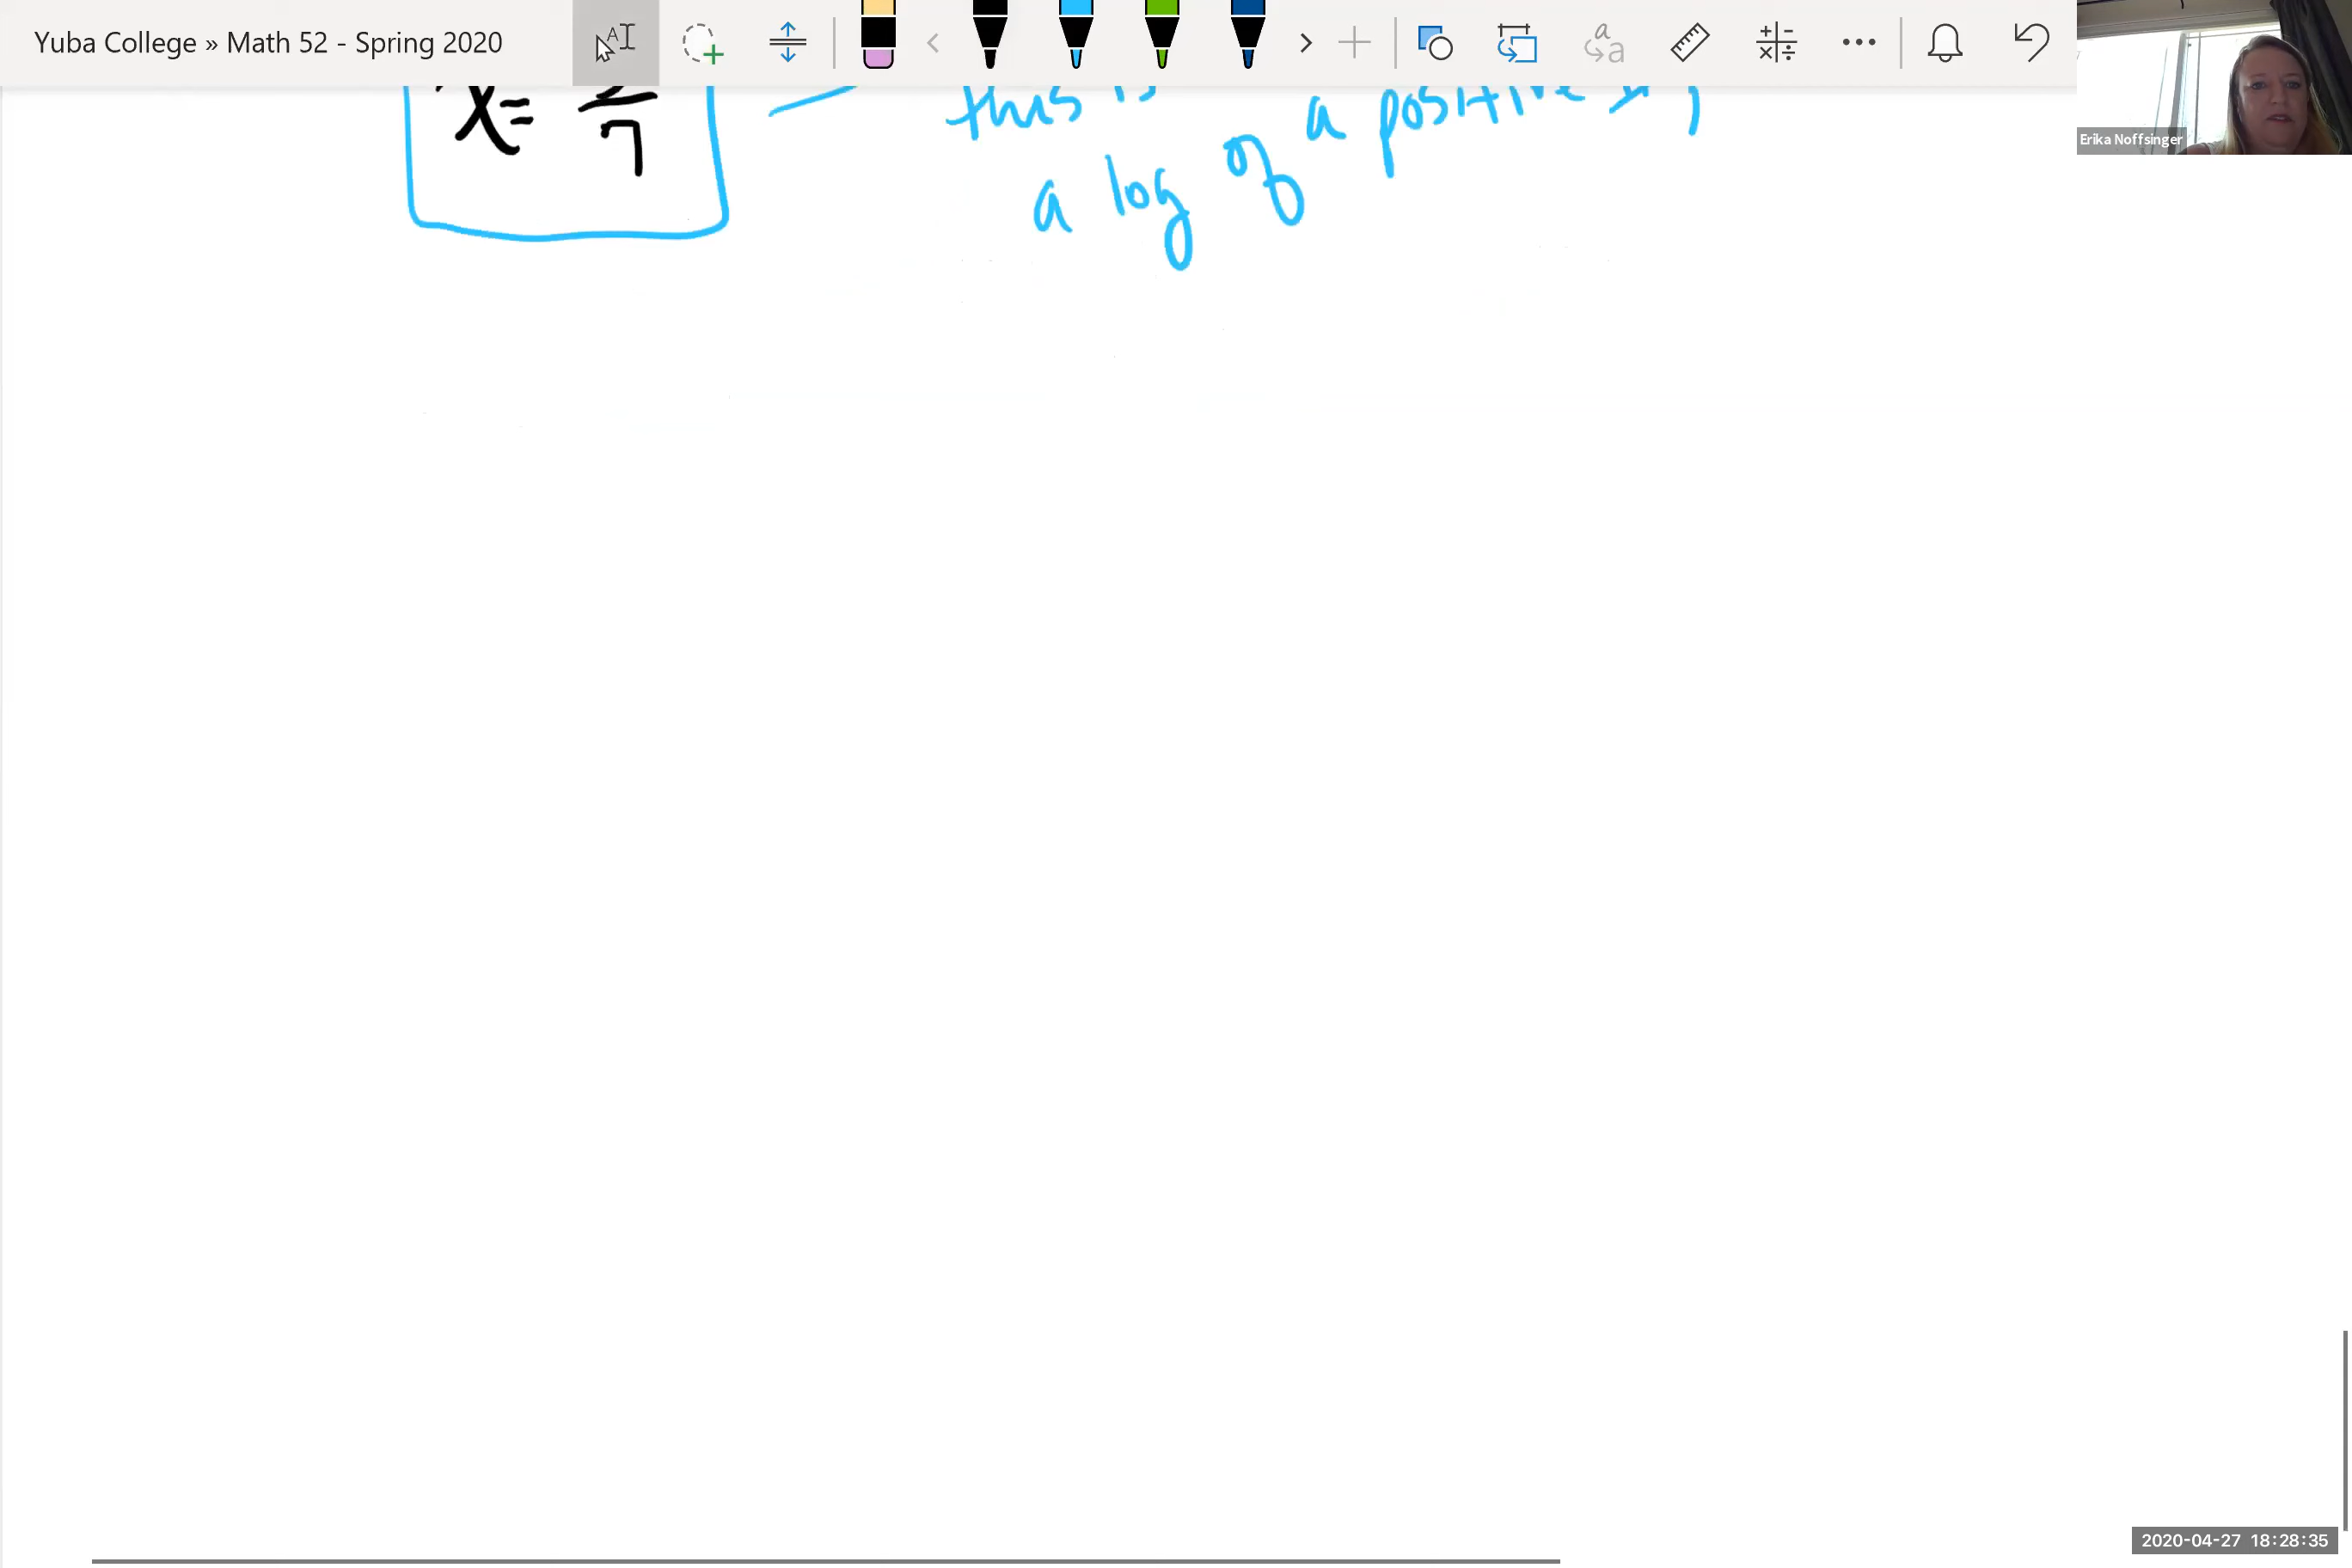 Yuba College » Math 52 - Spring 2020
Erika Noffsinger
x = /7
this is
a log of a positive #,
2020-04-27 18:28:35